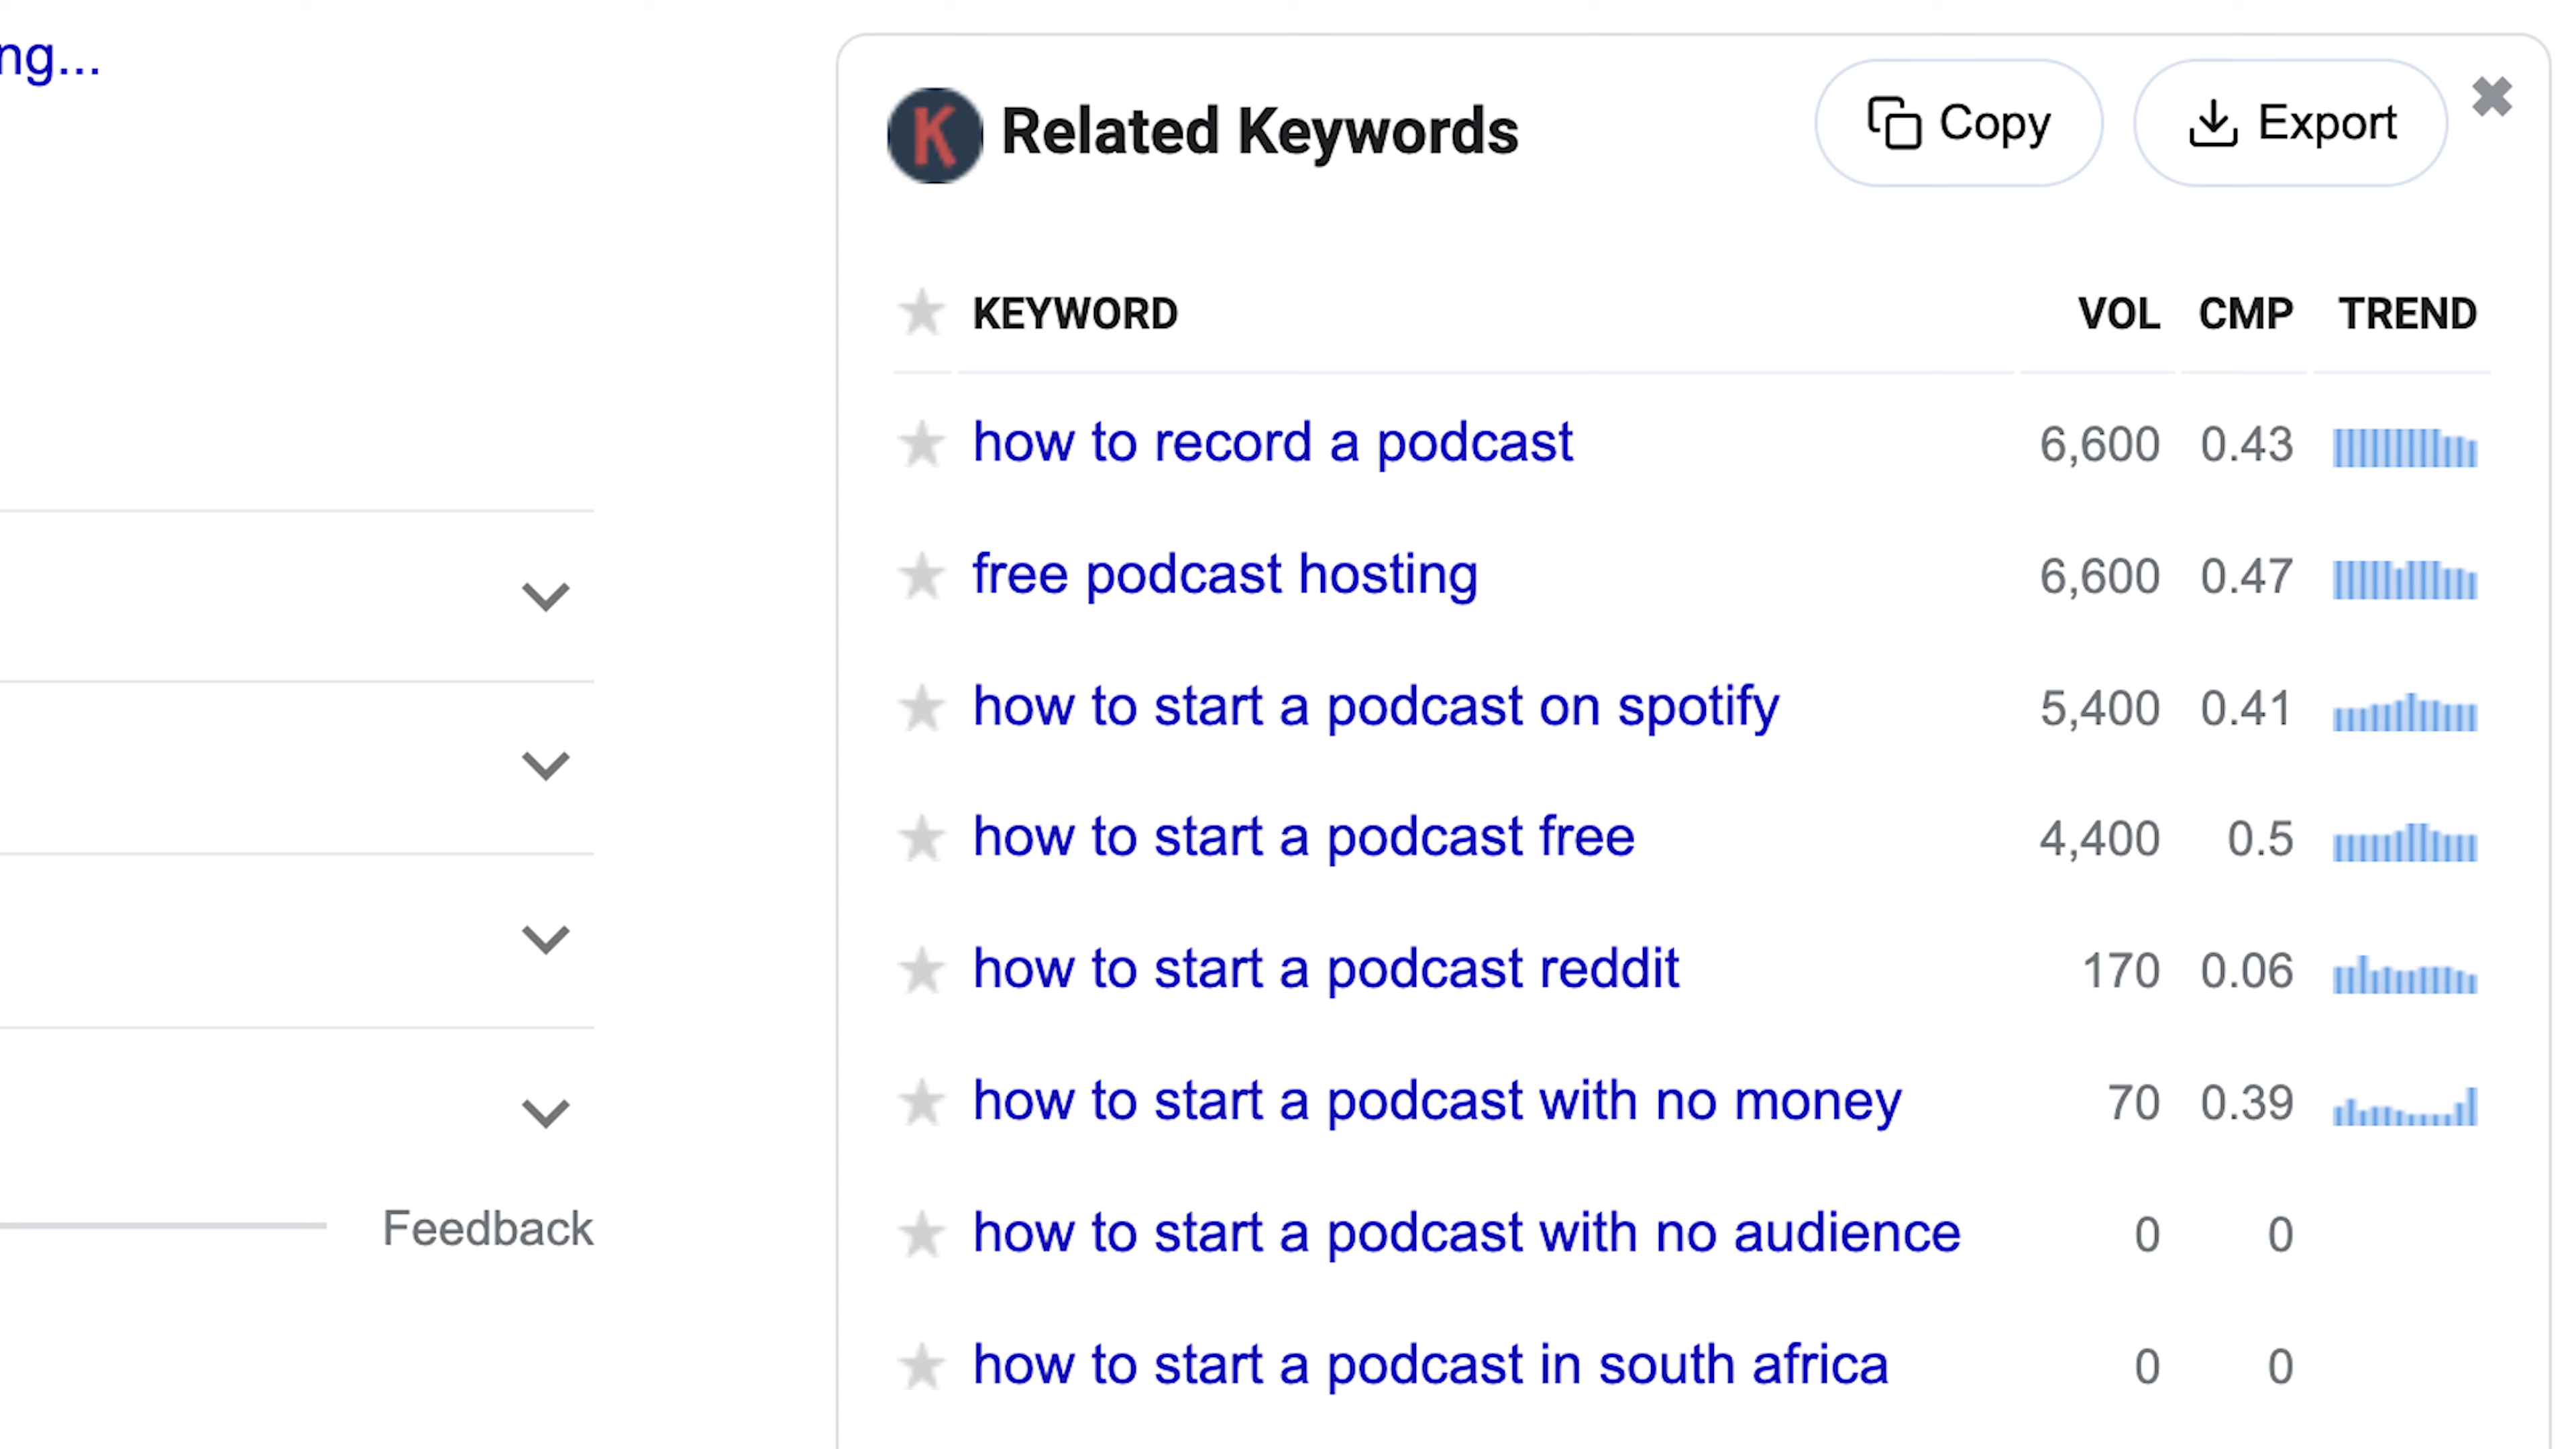 ng...
K Related Keywords Copy Export
KEYWORD VOL CMP TREND
how to record a podcast 6,600 0.43
free podcast hosting 6,600 0.47
how to start a podcast on spotify 5,400 0.41
how to start a podcast free 4,400 0.5
how to start a podcast reddit 170 0.06
how to start a podcast with no money 70 0.39
Feedback
how to start a podcast with no audience 0 0
how to start a podcast in south africa 0 0